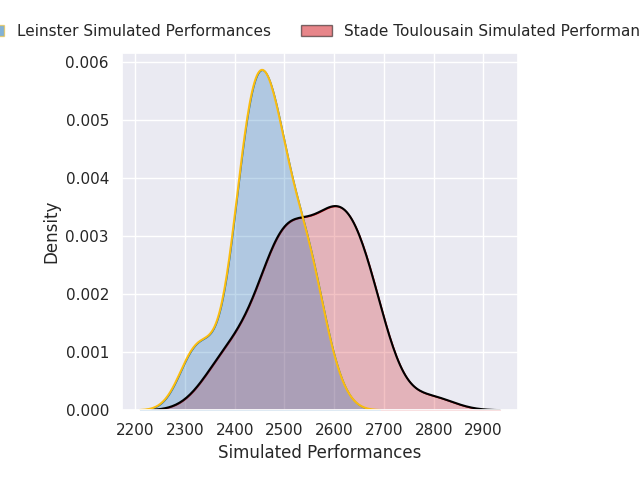 Leinster Simulated Performances
Stade Toulousain Simulated Performan
0.006
0.005
0.004
0.003
0.002
0.001
0.000
Density
2200 2300 2400 2500 2600 2700 2800 2900
Simulated Performances